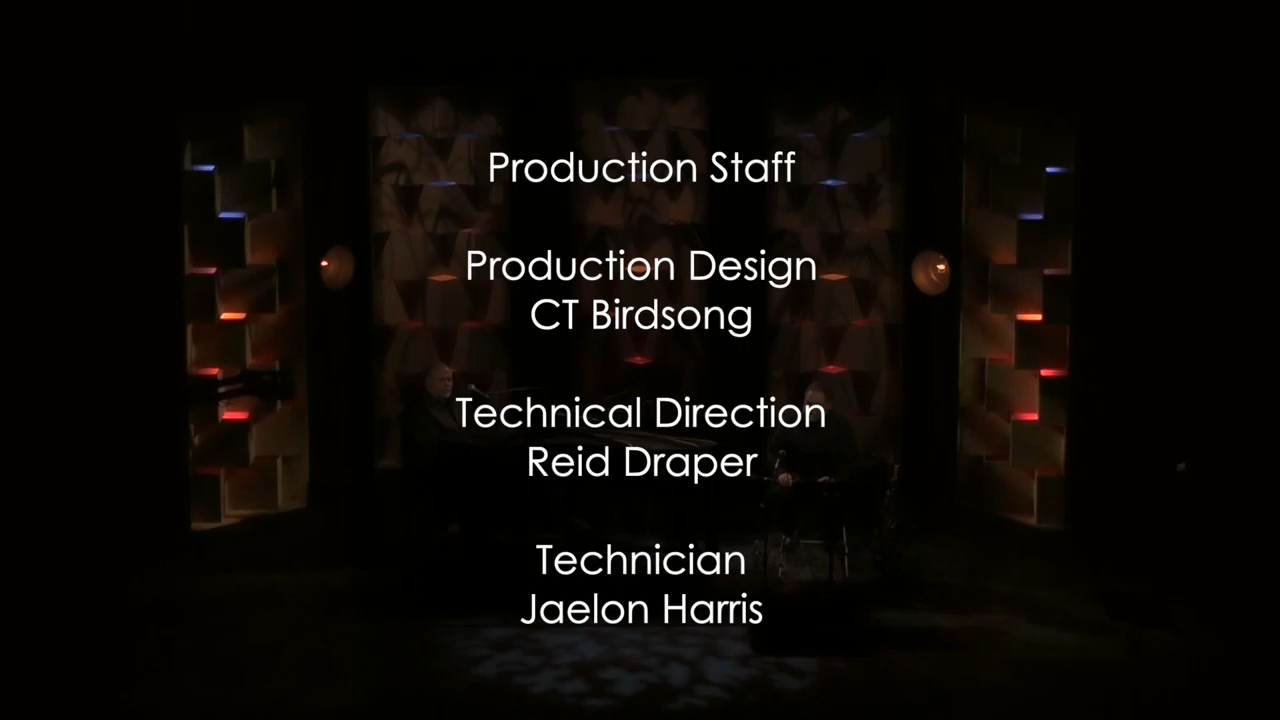 Production Staff
Production Design
CT Birdsong
Technical Direction
Reid Draper
Technician
Jaelon Harris